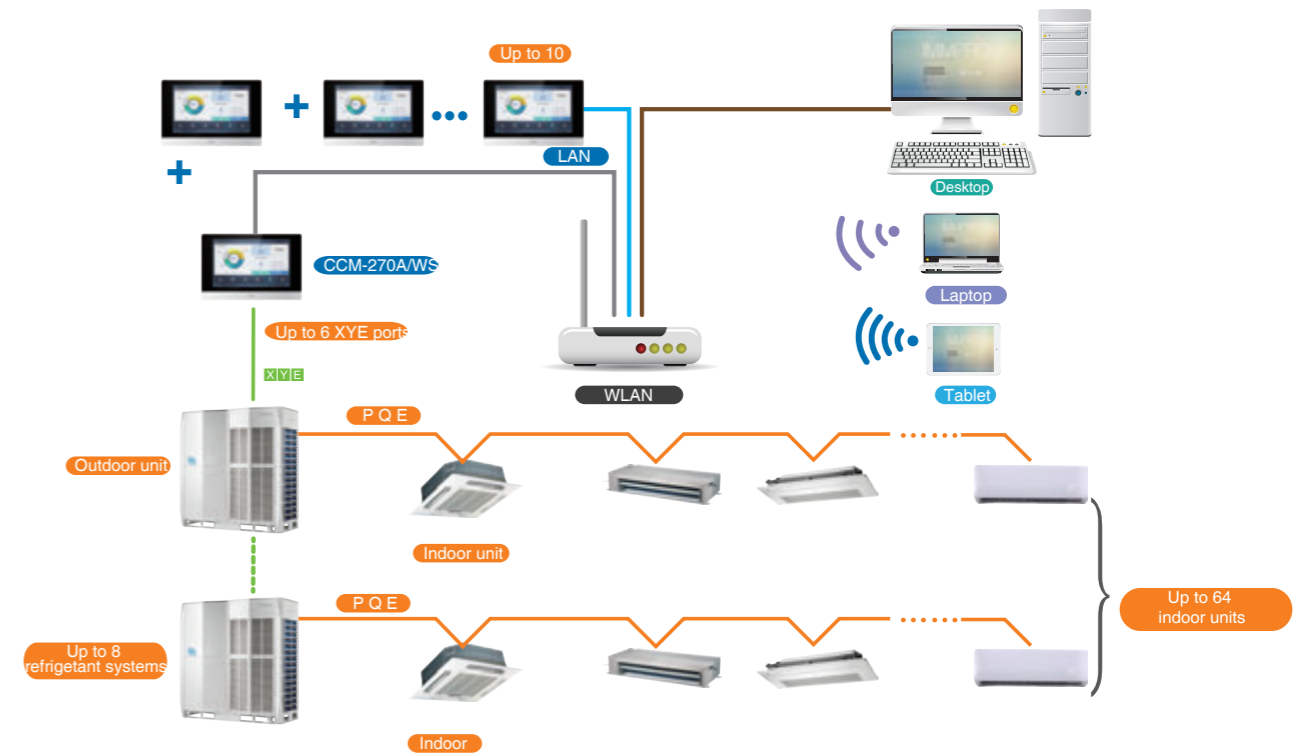 Up to 10
LAN
Desktop
CCM-270A/WS
Laptop
Up to 6 XYE ports
X Y E
WLAN
Tablet
P Q E
Outdoor unit
Indoor unit
P Q E
Up to 64
indoor units
Up to 8
refrigetant systems
Indoor